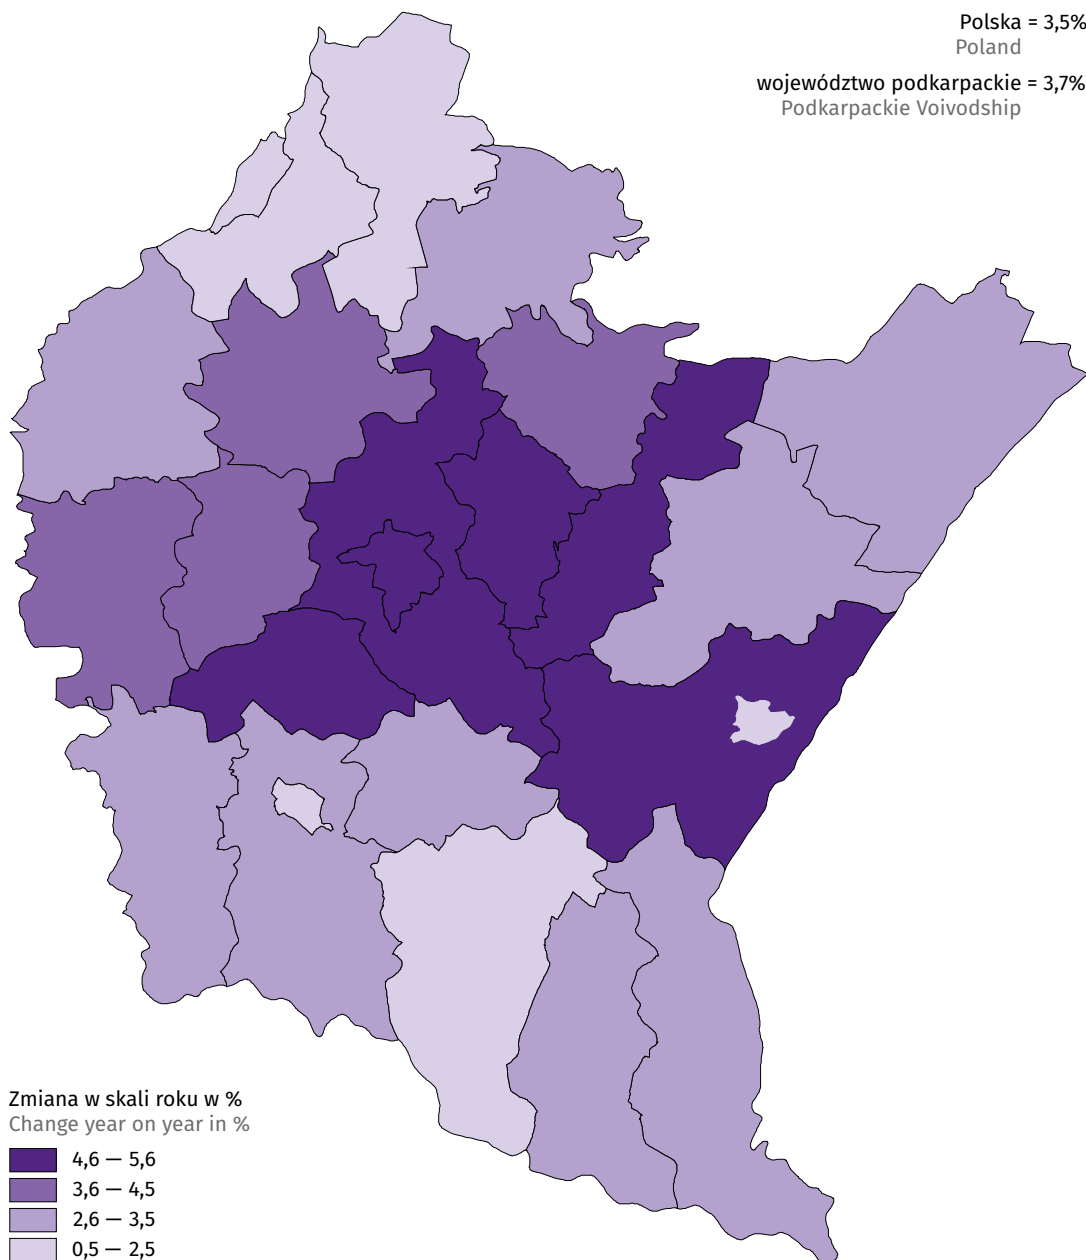 Polska = 3,5%
Poland
województwo podkarpackie = 3,7%
Podkarpackie Voivodship
Zmiana w skali roku w %
Change year on year in %
4,6 — 5,6
3,6 — 4,5
2,6 — 3,5
0,5 — 2,5